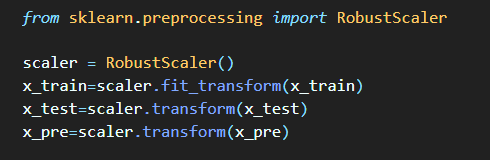 from sklearn.preprocessing import RobustScaler
scaler = RobustScaler()
x_train=scaler.fit_transform(x_train)
x_test=scaler.transform(x_test)
x_pre=scaler.transform(x_pre)